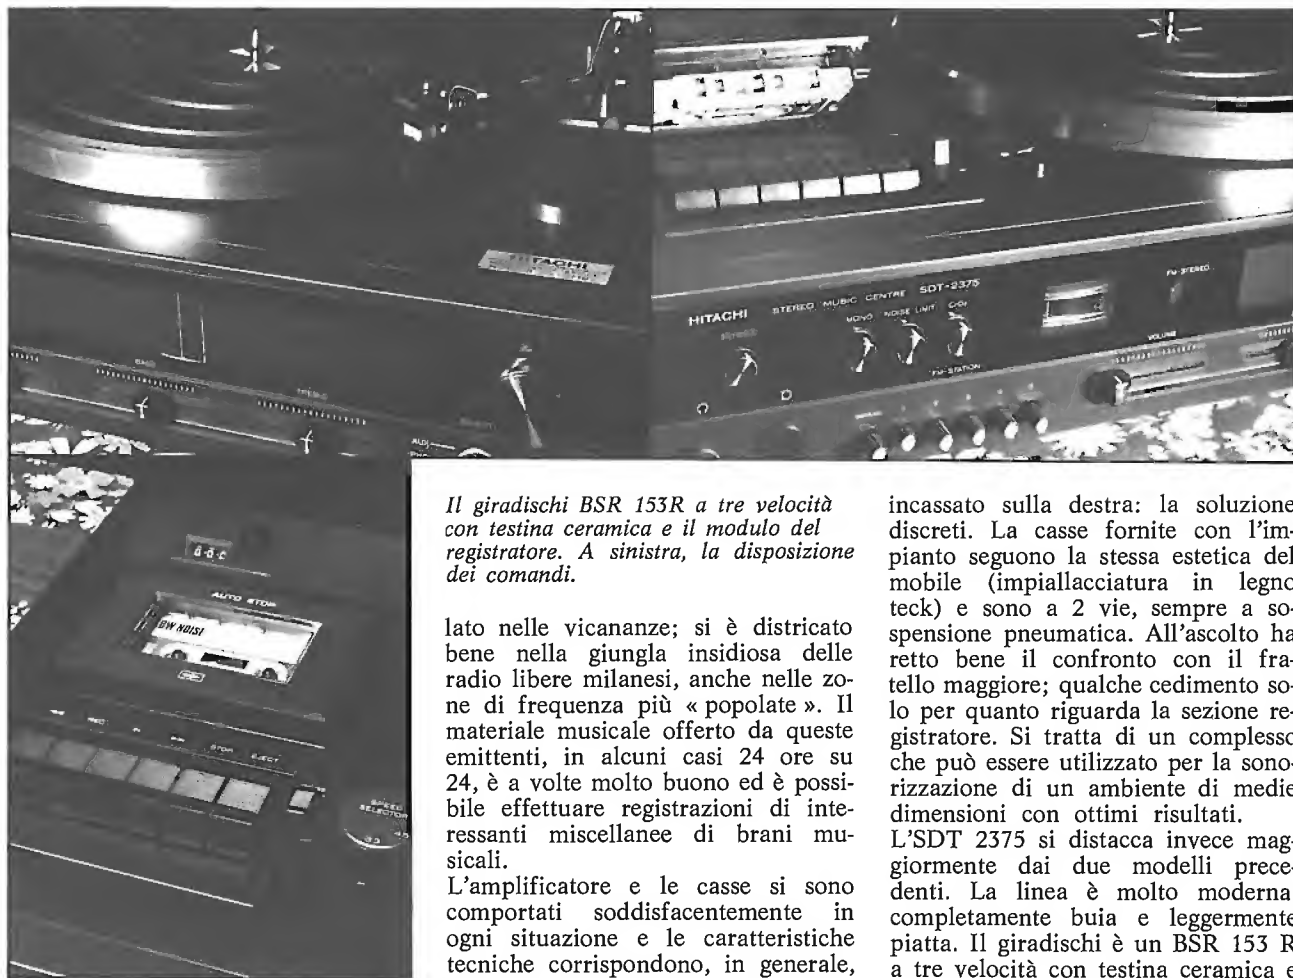 TACHI
BASS
AUX
HITACHI
STEREO MUSIC CENTRE SDT-2375
MONO NOISE LIMIT CrO₂
FM-STEREO
FM-STATION
VOLUME
AUTO STOP
STOP EJECT
SPEED
SELECTOR
45
33
Il giradischi BSR 153R a tre velocità
con testina ceramica e il modulo del
registratore. A sinistra, la disposizione
dei comandi.
lato nelle vicananze; si è districato
bene nella giungla insidiosa delle
radio libere milanesi, anche nelle zo-
ne di frequenza più « popolate ». Il
materiale musicale offerto da queste
emittenti, in alcuni casi 24 ore su
24, è a volte molto buono ed è possi-
bile effettuare registrazioni di inte-
ressanti miscellanee di brani mu-
sicali.
L'amplificatore e le casse si sono
comportati soddisfacentemente in
ogni situazione e le caratteristiche
tecniche corrispondono, in generale,
incassato sulla destra: la soluzione
discreti. La casse fornite con l'im-
pianto seguono la stessa estetica del
mobile (impiallacciatura in legno
teck) e sono a 2 vie, sempre a so-
spensione pneumatica. All'ascolto ha
retto bene il confronto con il fra-
tello maggiore; qualche cedimento so-
lo per quanto riguarda la sezione re-
gistratore. Si tratta di un complesso
che può essere utilizzato per la sono-
rizzazione di un ambiente di medie
dimensioni con ottimi risultati.
L'SDT 2375 si distacca invece mag-
giormente dai due modelli prece-
denti. La linea è molto moderna
completamente buia e leggermente
piatta. Il giradischi è un BSR 153 R
a tre velocità con testina ceramica e